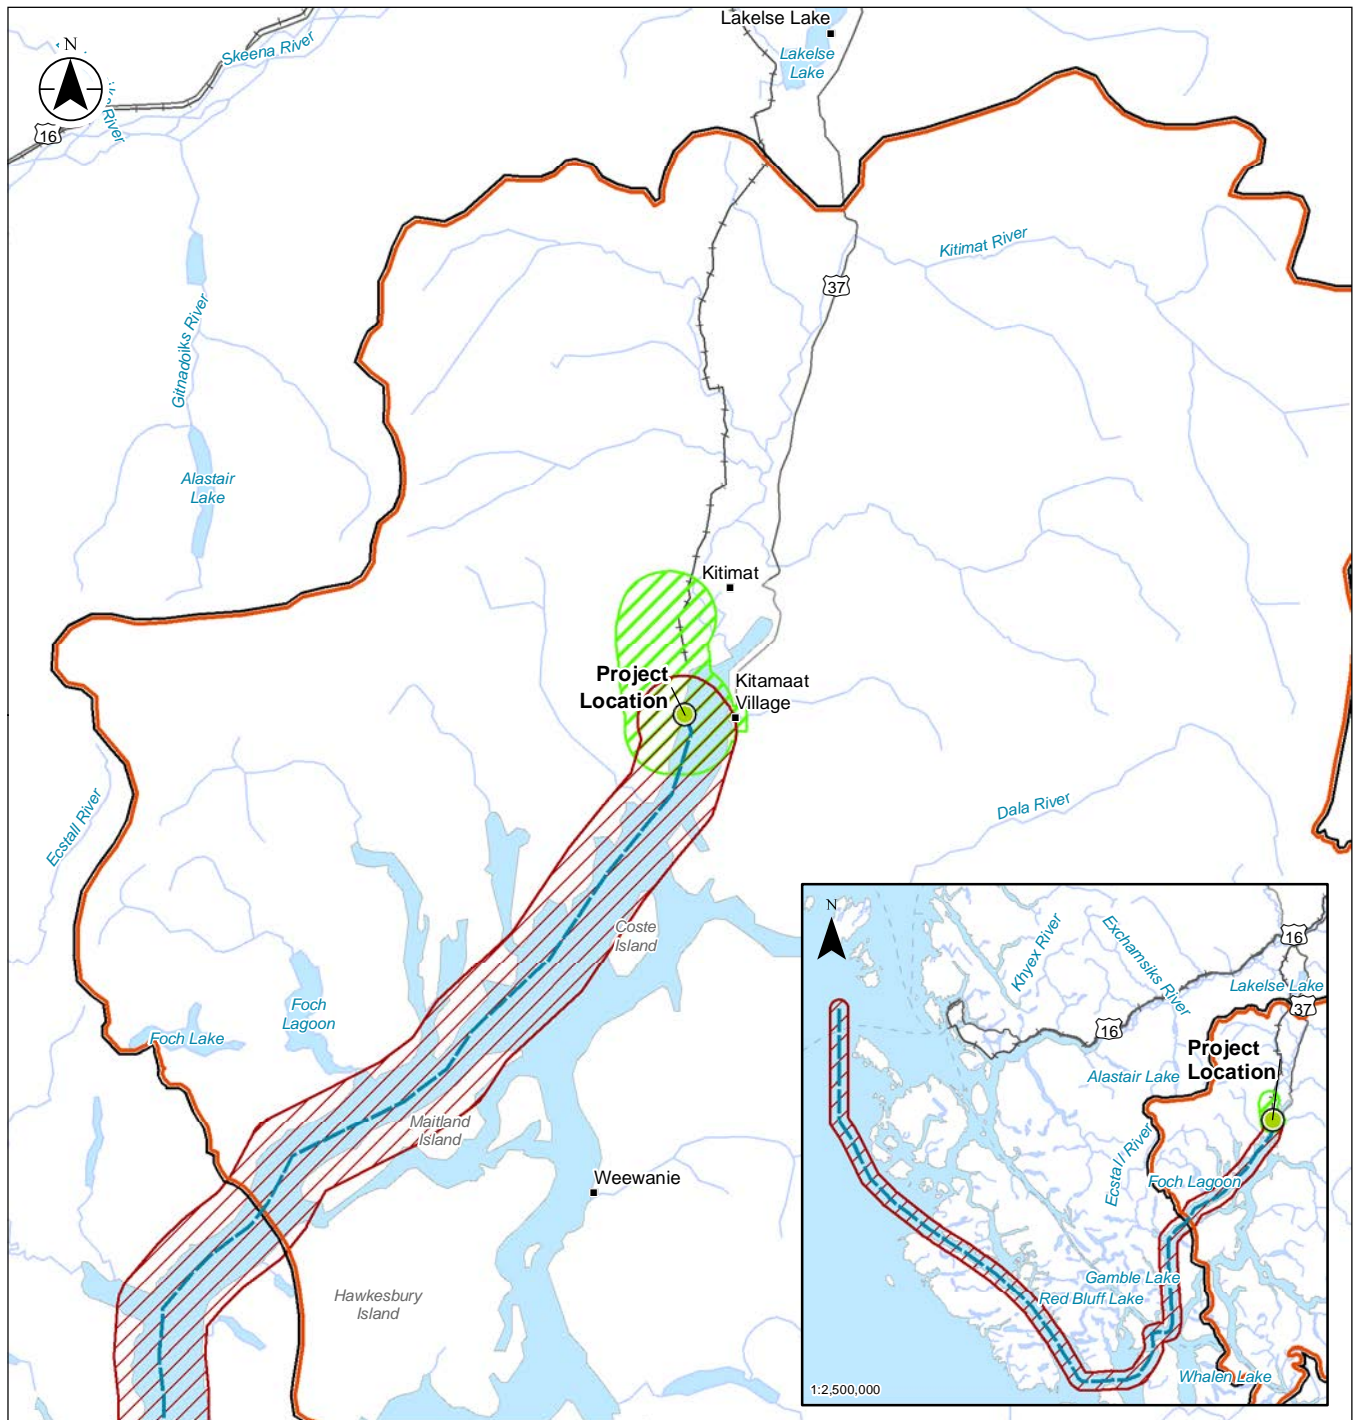 Lakelse Lake
Lakelse
Lake
Skeena River
N
River
16
Kitimat River
37
Gitnadoiks River
Alastair
Lake
Kitimat
Project
Location
Kitamaat
Village
Ecstall River
Dala River
Coste
Island
Foch
Lagoon
Foch Lake
Maitland
Island
Weewanie
Hawkesbury
Island
N
Khyex River
Exchamsiks River
16
Lakelse Lake
37
16
Project
Location
Alastair Lake
Ecstall River
Foch Lagoon
Gamble Lake
Red Bluff Lake
Whalen Lake
1:2,500,000